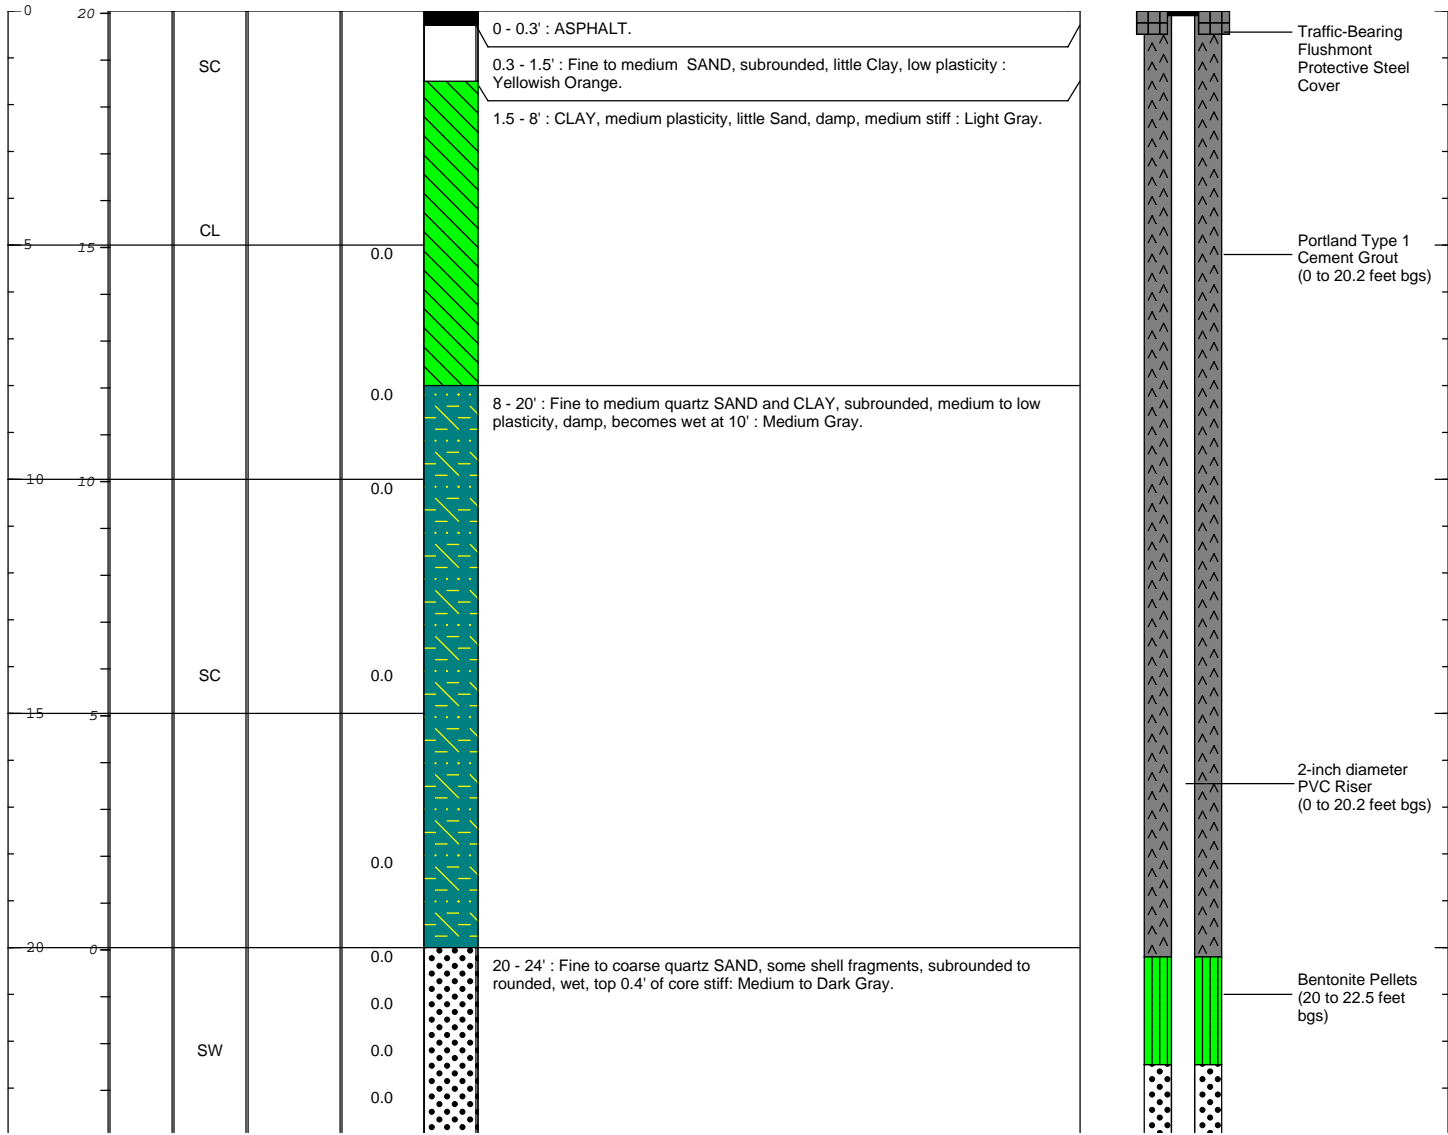 0
20
0 - 0.3' : ASPHALT.
Traffic-Bearing
Flushmont
Protective Steel
Cover
SC
0.3 - 1.5' : Fine to medium  SAND, subrounded, little Clay, low plasticity :
Yellowish Orange.
1.5 - 8' : CLAY, medium plasticity, little Sand, damp, medium stiff : Light Gray.
CL
5
15
0.0
Portland Type 1
Cement Grout
(0 to 20.2 feet bgs)
0.0
8 - 20' : Fine to medium quartz SAND and CLAY, subrounded, medium to low
plasticity, damp, becomes wet at 10' : Medium Gray.
10
10
0.0
SC
0.0
15
5
2-inch diameter
PVC Riser
(0 to 20.2 feet bgs)
0.0
20
0
0.0
20 - 24' : Fine to coarse quartz SAND, some shell fragments, subrounded to
rounded, wet, top 0.4' of core stiff: Medium to Dark Gray.
Bentonite Pellets
(20 to 22.5 feet
bgs)
0.0
SW
0.0
0.0